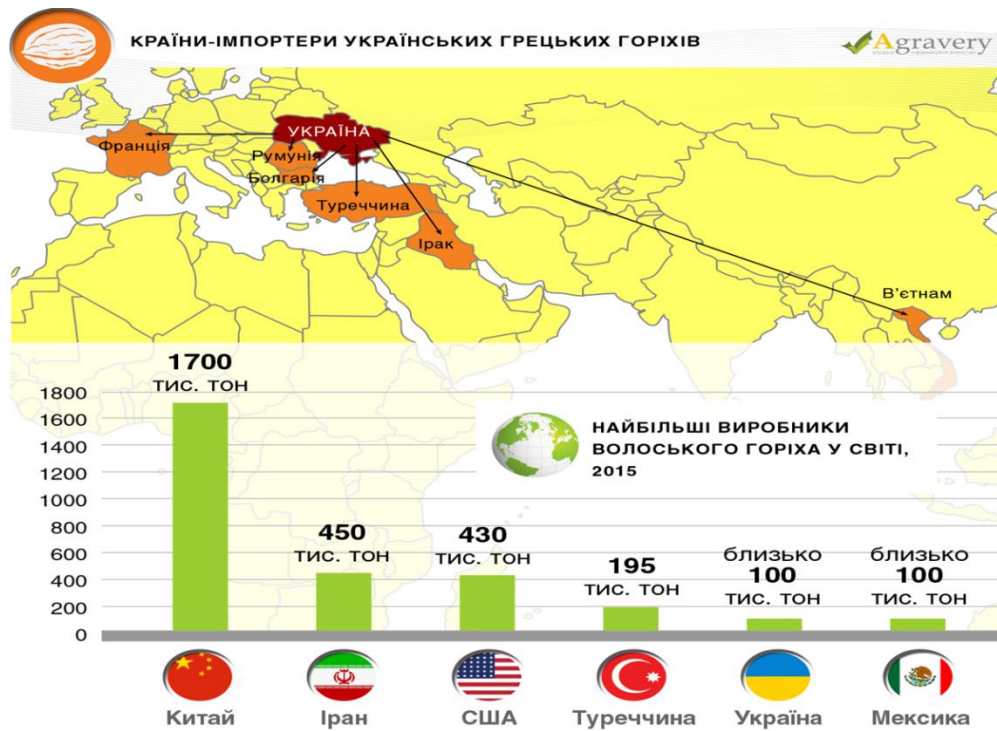 КРАЇНИ-ІМПОРТЕРИ УКРАЇНСЬКИХ ГРЕЦЬКИХ ГОРІХІВ
Agravery
УКРАЇНА
Франція
Румунія
Болгарія
Туреччина
Ірак
В'єтнам
НАЙБІЛЬШІ ВИРОБНИКИ
ВОЛОСЬКОГО ГОРІХА У СВІТІ,
2015
1800
1600
1400
1200
1000
800
600
400
200
0
1700
ТИС. ТОН
450
ТИС. ТОН
430
ТИС. ТОН
195
ТИС. ТОН
близько
100
ТИС. ТОН
близько
100
ТИС. ТОН
Китай
Іран
США
Туреччина
Україна
Мексика